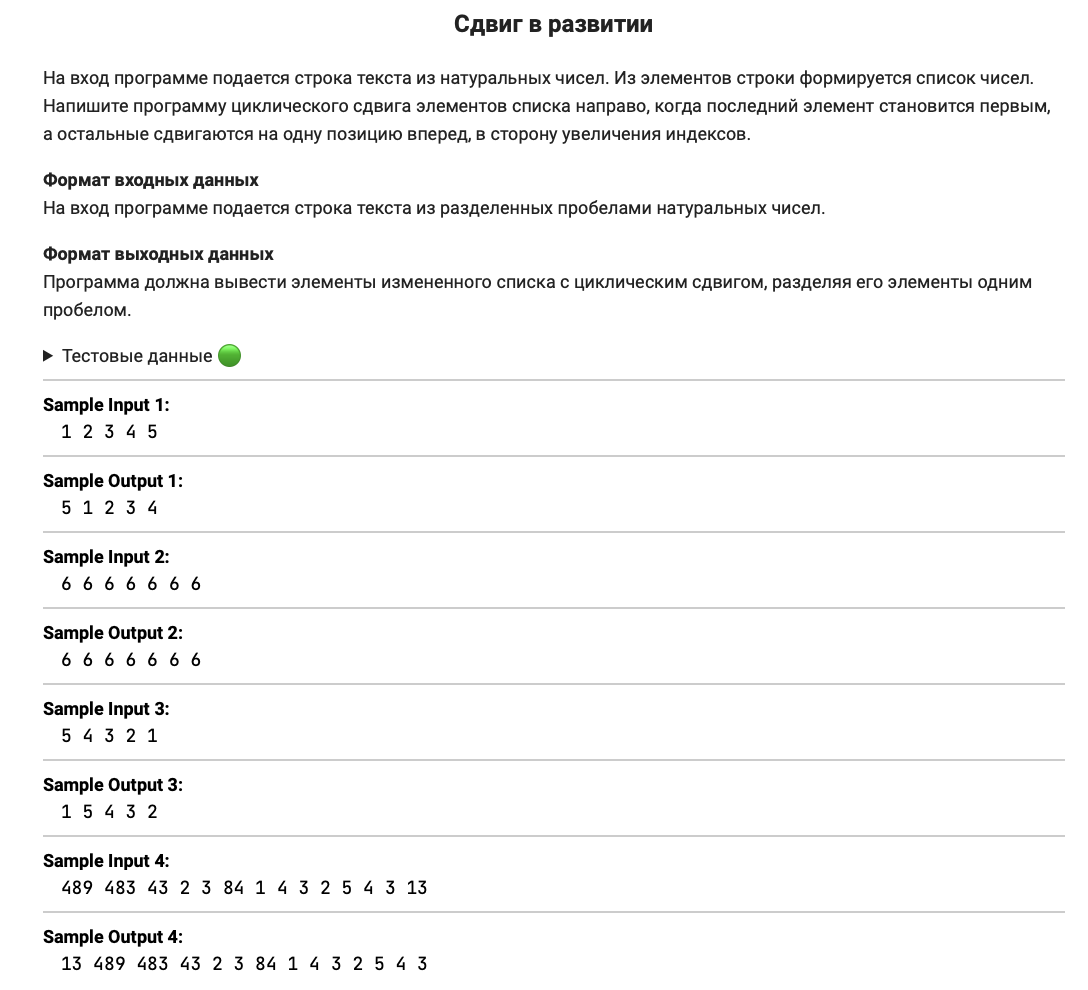 Сдвиг в развитии
На вход программе подается строка текста из натуральных чисел. Из элементов строки формируется список чисел.
Напишите программу циклического сдвига элементов списка направо, когда последний элемент становится первым,
а остальные сдвигаются на одну позицию вперед, в сторону увеличения индексов.
Формат входных данных
На вход программе подается строка текста из разделенных пробелами натуральных чисел.
Формат выходных данных
Программа должна вывести элементы измененного списка с циклическим сдвигом, разделяя его элементы одним
пробелом.
Тестовые данные
Sample Input 1:
1 2 3 4 5
Sample Output 1:
5 1 2 3 4
Sample Input 2:
6 6 6 6 6 6 6
Sample Output 2:
6 6 6 6 6 6 6
Sample Input 3:
5 4 3 2 1
Sample Output 3:
1 5 4 3 2
Sample Input 4:
489 483 43 2 3 84 1 4 3 2 5 4 3 13
Sample Output 4:
13 489 483 43 2 3 84 1 4 3 2 5 4 3